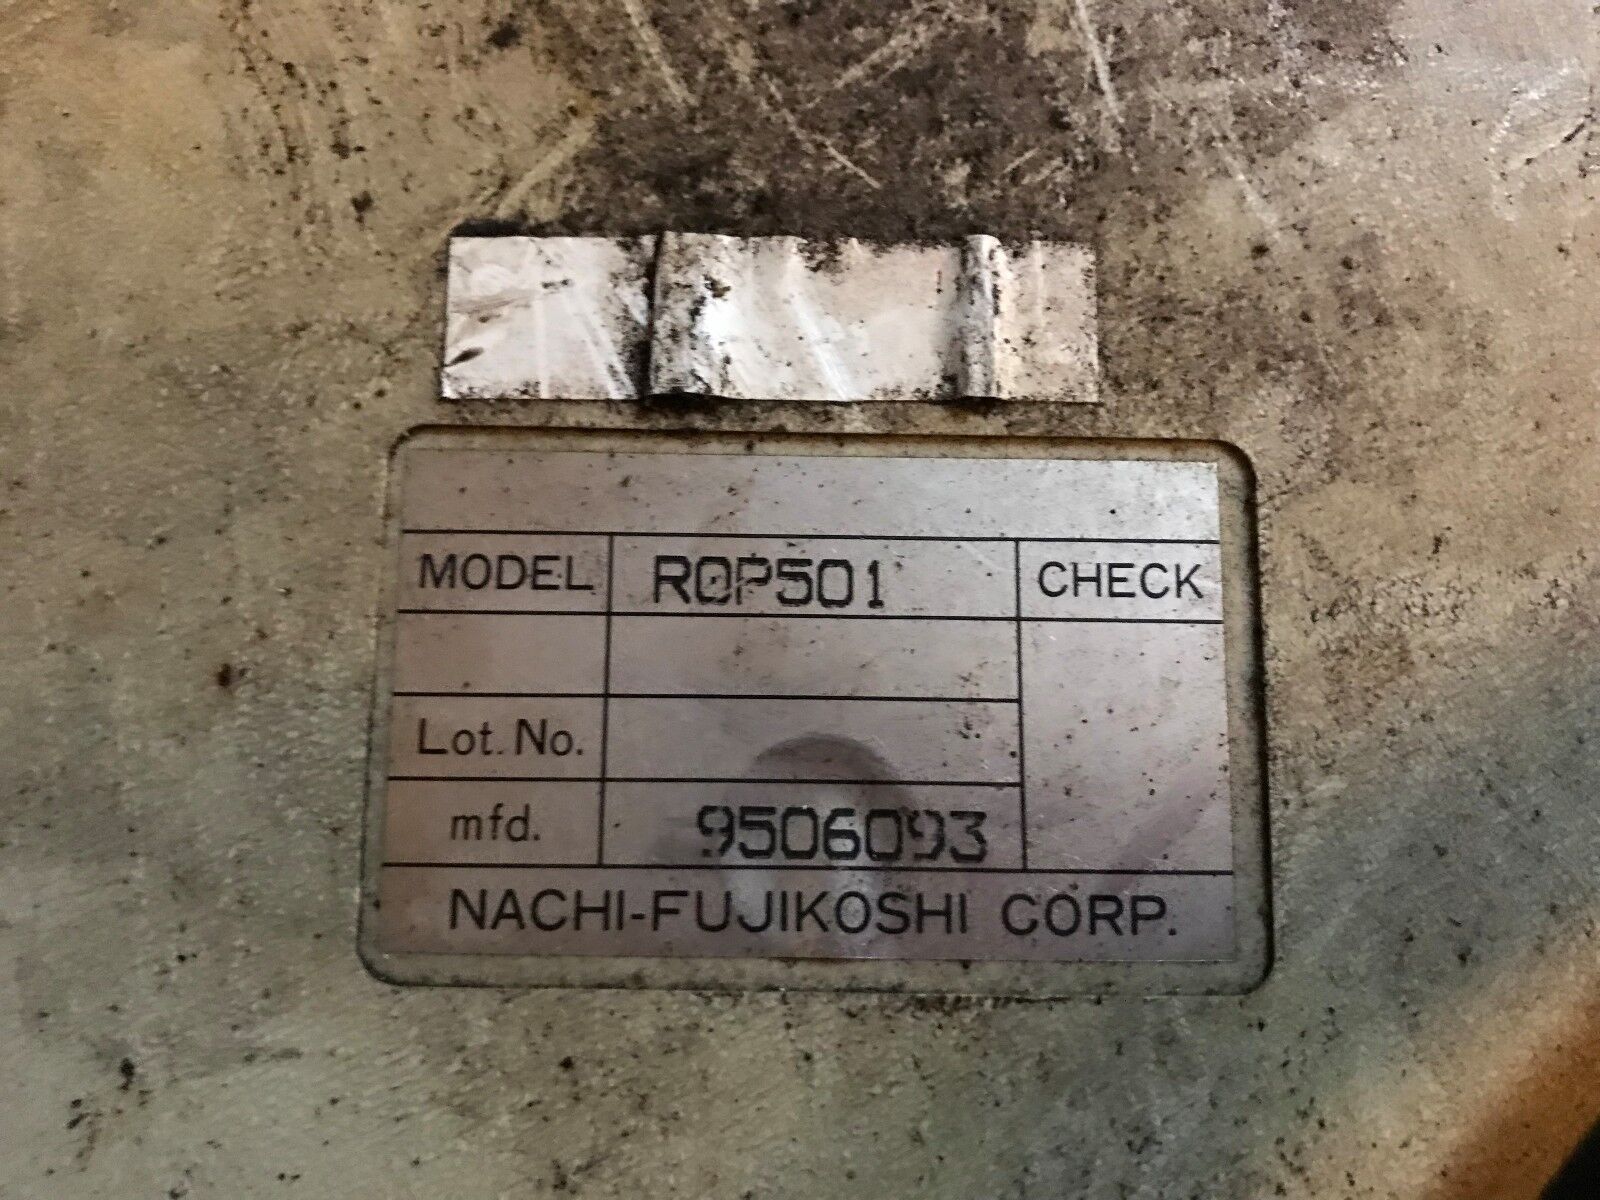 MODEL ROP501 CHECK
Lot. No.
mfd. 9506093
NACHI-FUJIKOSHI CORP.